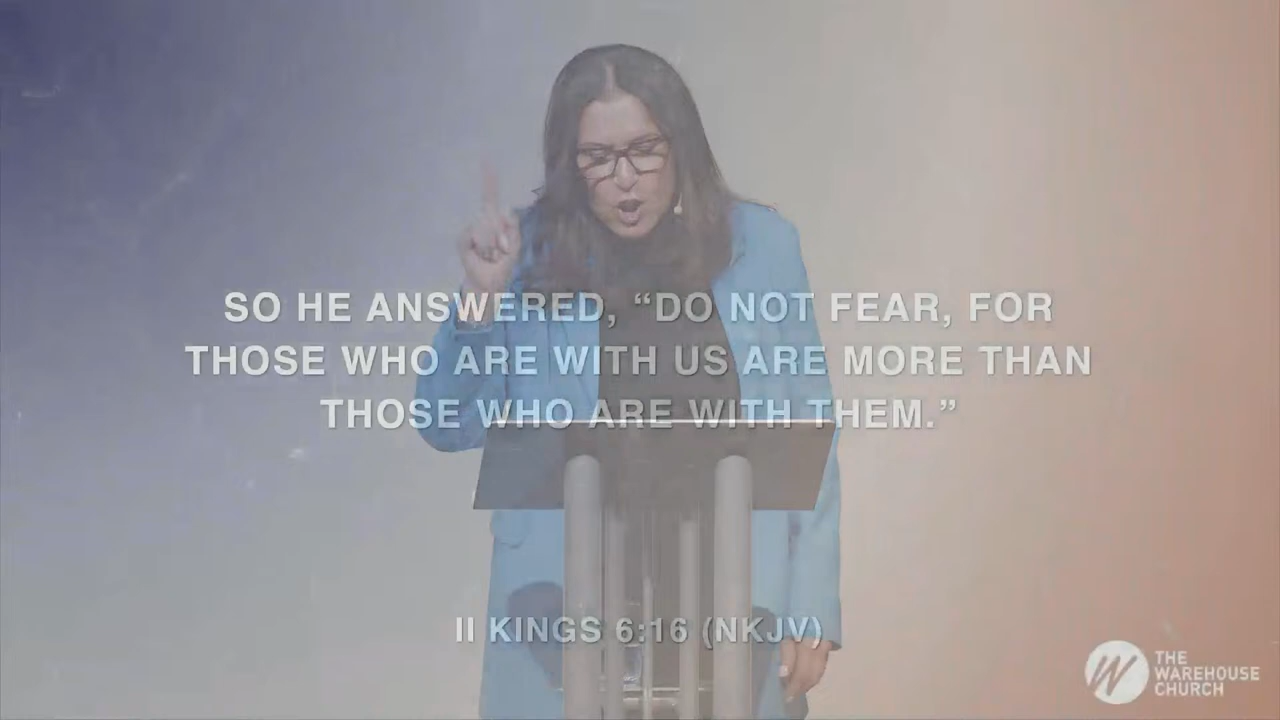 SO HE ANSWERED, “DO NOT FEAR, FOR
THOSE WHO ARE WITH US ARE MORE THAN
THOSE WHO ARE WITH THEM.”
II KINGS 6:16 (NKJV)
W
THE
WAREHOUSE
CHURCH